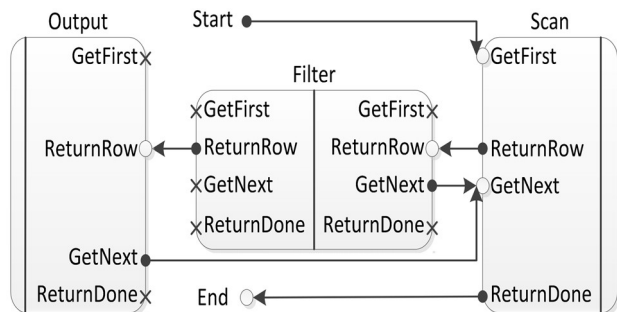 Output
Start
Scan
GetFirst
Filter
GetFirst
GetFirst
GetFirst
ReturnRow
ReturnRow
ReturnRow
ReturnRow
GetNext
GetNext
GetNext
ReturnDone
ReturnDone
GetNext
ReturnDone
End
ReturnDone